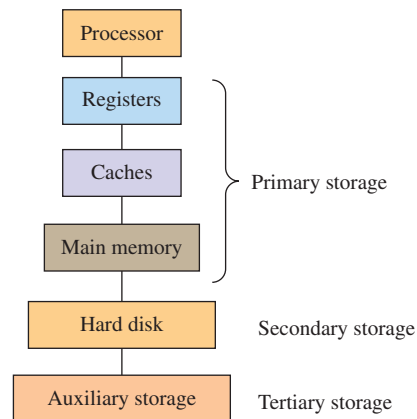 Processor
Registers
Caches
Primary storage
Main memory
Hard disk
Secondary storage
Auxiliary storage
Tertiary storage